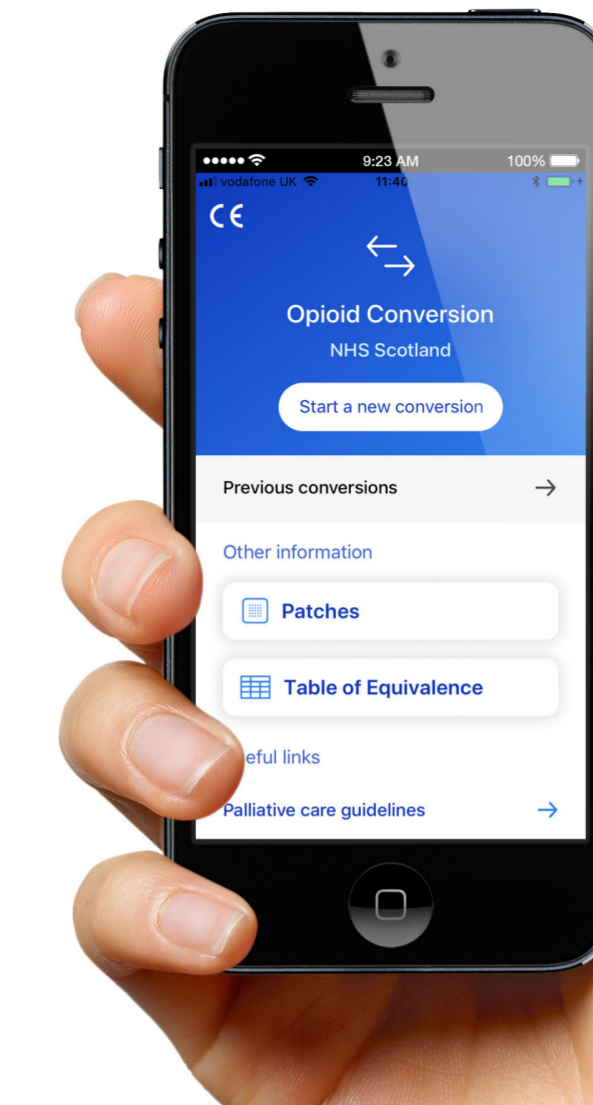 9:23 AM 100%
vodafone UK 11:40
CE
Opioid Conversion
NHS Scotland
Start a new conversion
Previous conversions
Other information
Patches
Table of Equivalence
eful links
Palliative care guidelines